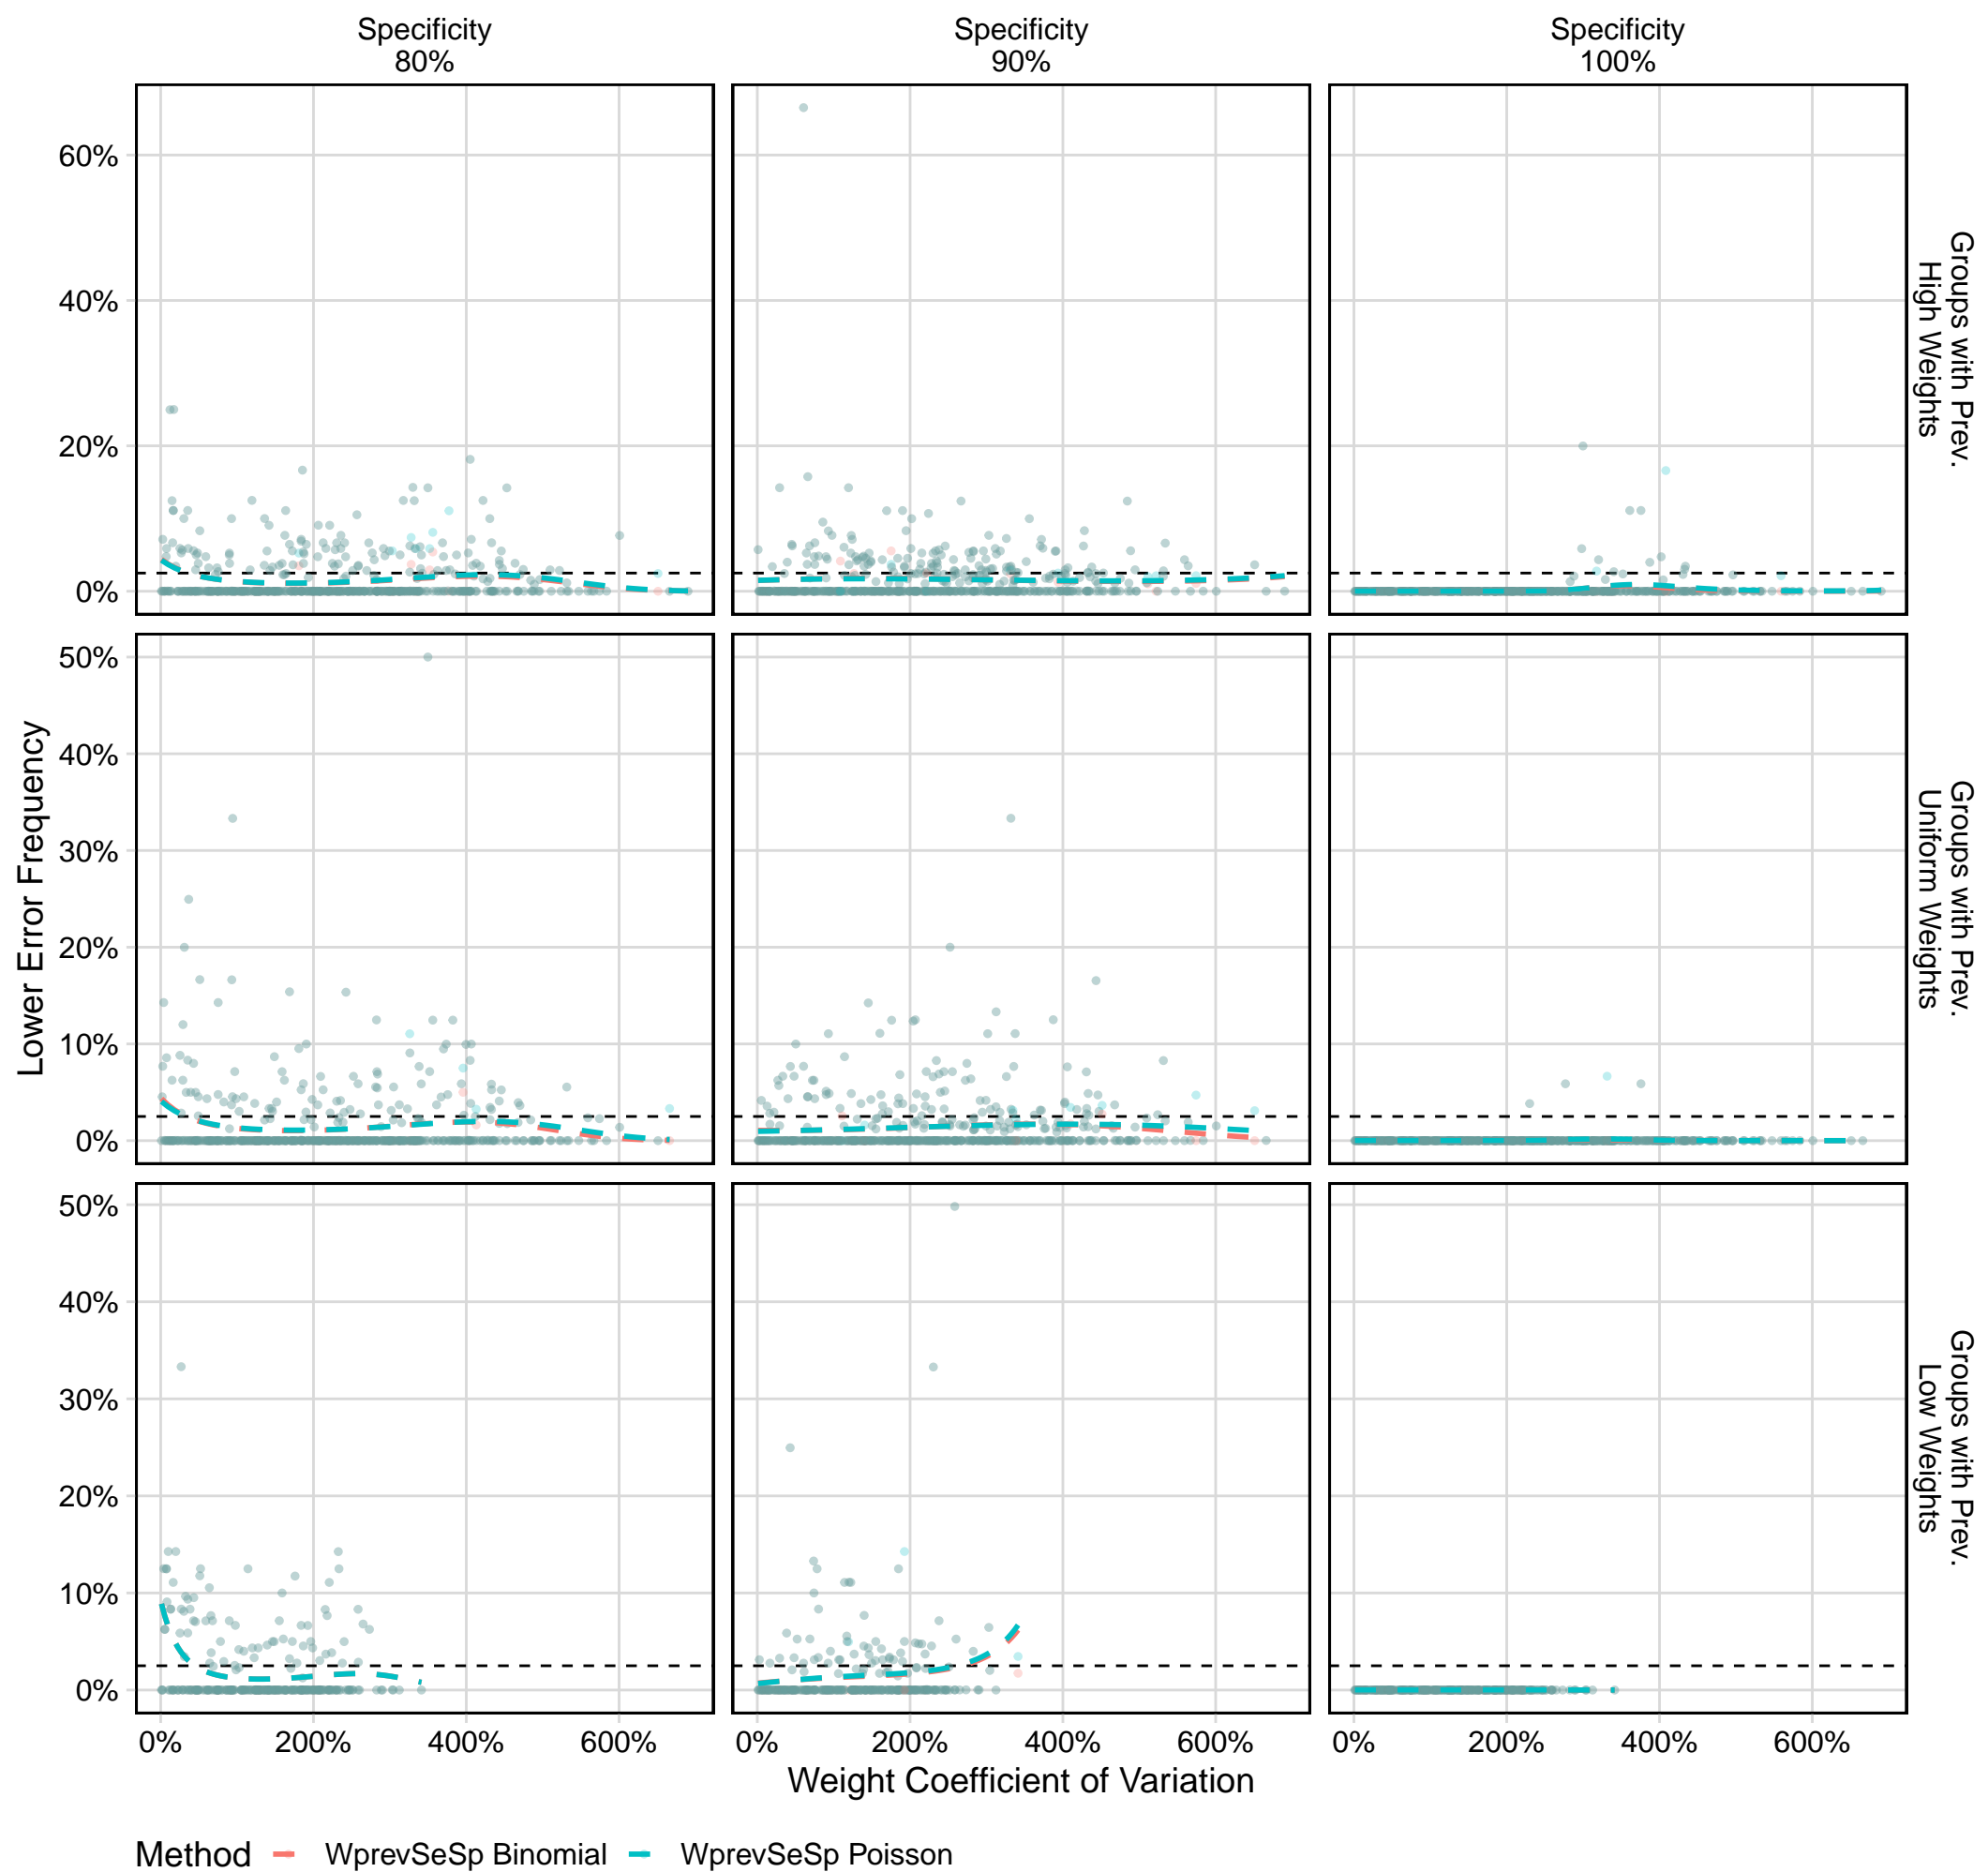 Specificity
80%
Specificity
90%
Specificity
100%
60%
40%
20%
0%
Groups with Prev.
High Weights
50%
40%
30%
20%
10%
0%
Groups with Prev.
Uniform Weights
50%
40%
30%
20%
10%
0%
Groups with Prev.
Low Weights
Lower Error Frequency
0% 200% 400% 600% 0% 200% 400% 600% 0% 200% 400% 600%
Weight Coefficient of Variation
Method WprevSeSp Binomial WprevSeSp Poisson